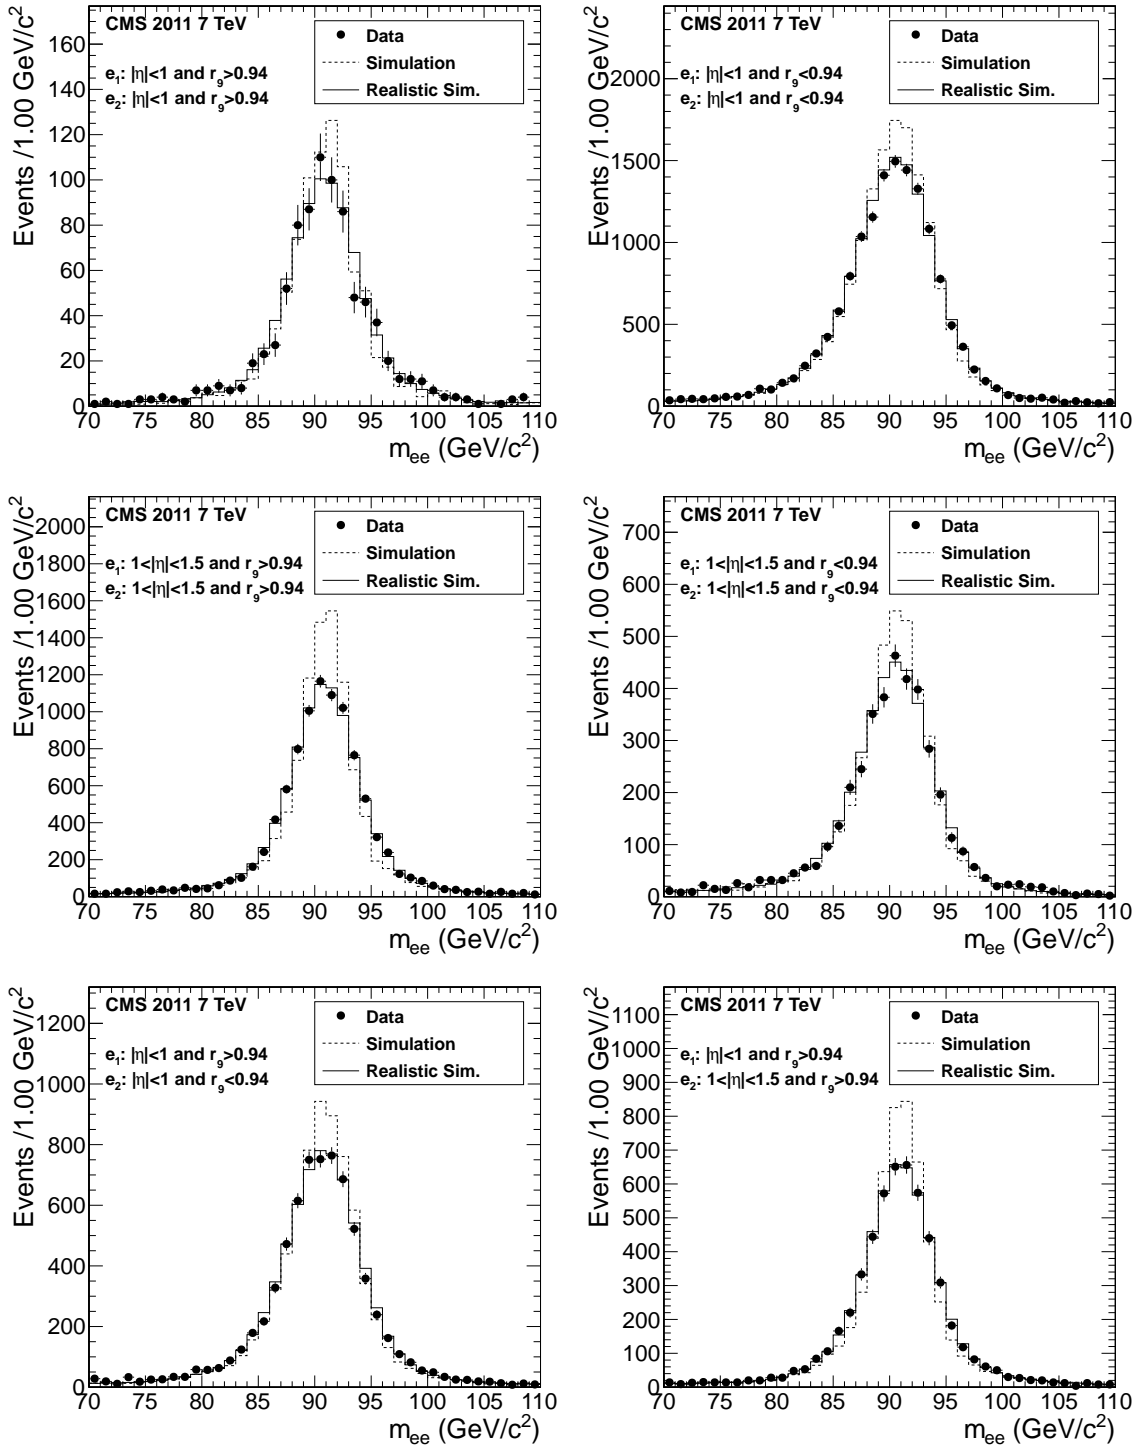 CMS 2011 7 TeV
Data
Simulation
Realistic Sim.
e1: |η|<1 and r9>0.94
e2: |η|<1 and r9>0.94
Events /1.00 GeV/c2
160
140
120
100
80
60
40
20
0
70 75 80 85 90 95 100 105 110
mee (GeV/c2)
CMS 2011 7 TeV
Data
Simulation
Realistic Sim.
e1: |η|<1 and r9<0.94
e2: |η|<1 and r9<0.94
Events /1.00 GeV/c2
2000
1500
1000
500
0
70 75 80 85 90 95 100 105 110
mee (GeV/c2)
CMS 2011 7 TeV
Data
Simulation
Realistic Sim.
e1: 1<|η|<1.5 and r9>0.94
e2: 1<|η|<1.5 and r9>0.94
Events /1.00 GeV/c2
2000
1800
1600
1400
1200
1000
800
600
400
200
0
70 75 80 85 90 95 100 105 110
mee (GeV/c2)
CMS 2011 7 TeV
Data
Simulation
Realistic Sim.
e1: 1<|η|<1.5 and r9<0.94
e2: 1<|η|<1.5 and r9<0.94
Events /1.00 GeV/c2
700
600
500
400
300
200
100
0
70 75 80 85 90 95 100 105 110
mee (GeV/c2)
CMS 2011 7 TeV
Data
Simulation
Realistic Sim.
e1: |η|<1 and r9>0.94
e2: |η|<1 and r9<0.94
Events /1.00 GeV/c2
1200
1000
800
600
400
200
0
70 75 80 85 90 95 100 105 110
mee (GeV/c2)
CMS 2011 7 TeV
Data
Simulation
Realistic Sim.
e1: |η|<1 and r9>0.94
e2: 1<|η|<1.5 and r9>0.94
Events /1.00 GeV/c2
1100
1000
900
800
700
600
500
400
300
200
100
0
70 75 80 85 90 95 100 105 110
mee (GeV/c2)